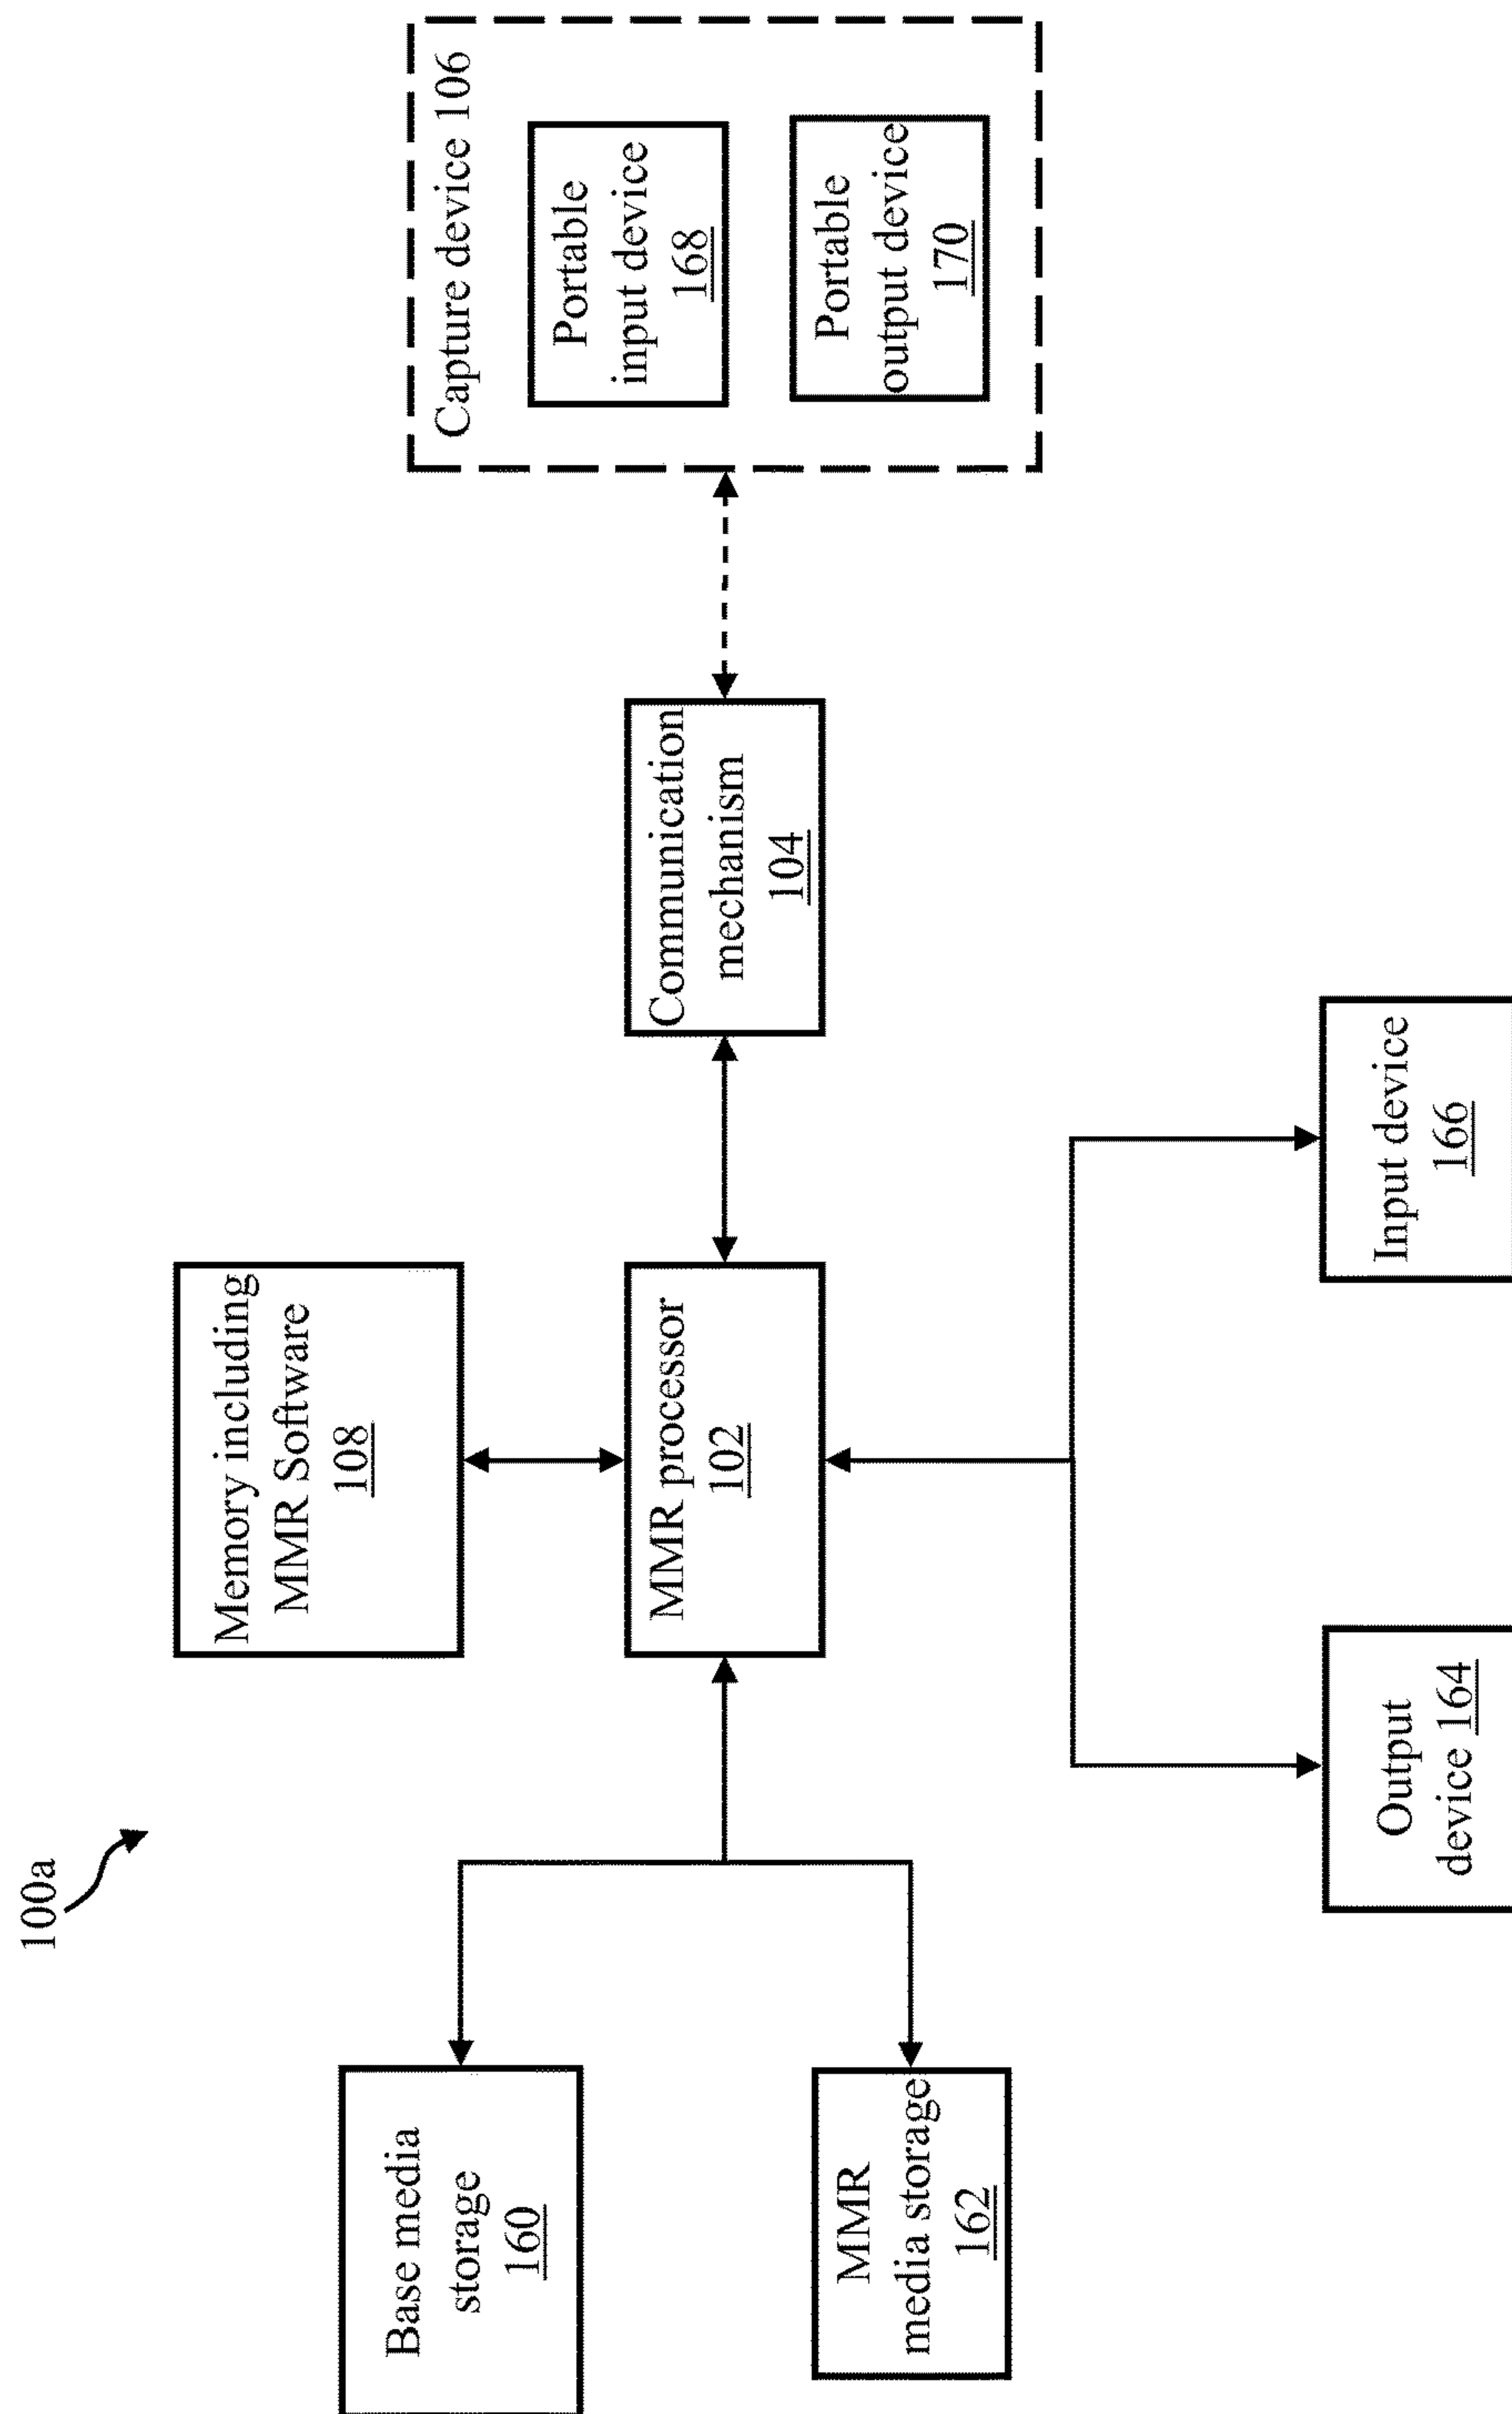 100a
Base media
storage
160
MMR
media storage
162
Memory including
MMR Software
108
MMR processor
102
Output
device 164
Input device
166
Communication
mechanism
104
Capture device 106
Portable
input device
168
Portable
output device
170